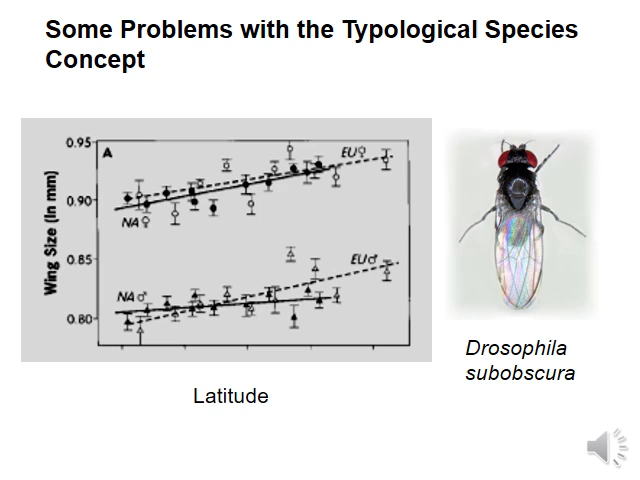 Some Problems with the Typological Species
Concept
A
0.95
0.90
0.85
0.80
Wing Size (ln mm)
EU♀
NA♀
EU♂
NA♂
Latitude
Drosophila
subobscura